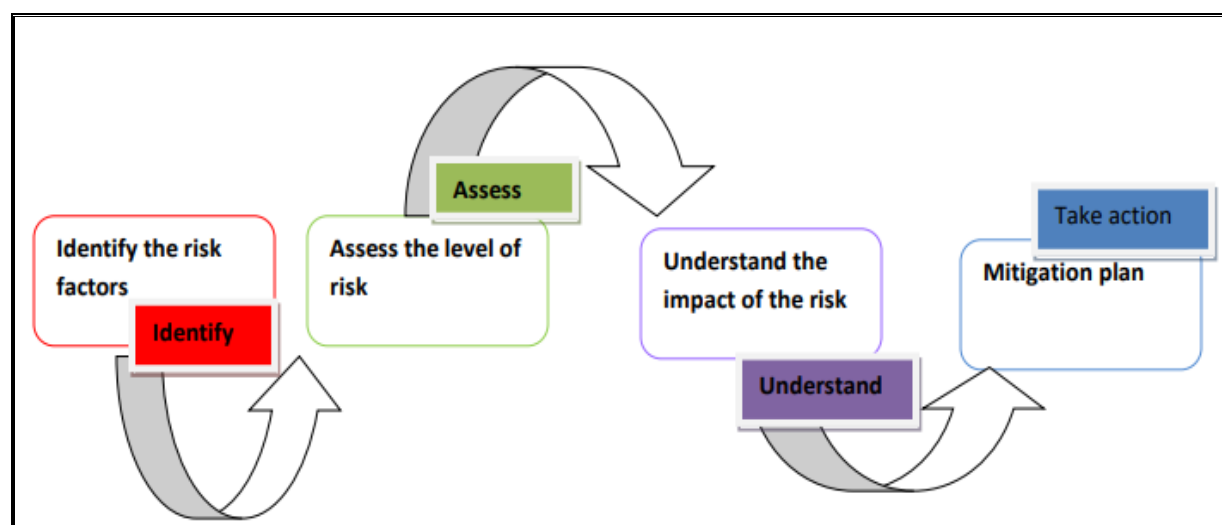 Identify the risk
factors
Identify
Assess
Assess the level of
risk
Understand the
impact of the risk
Understand
Take action
Mitigation plan